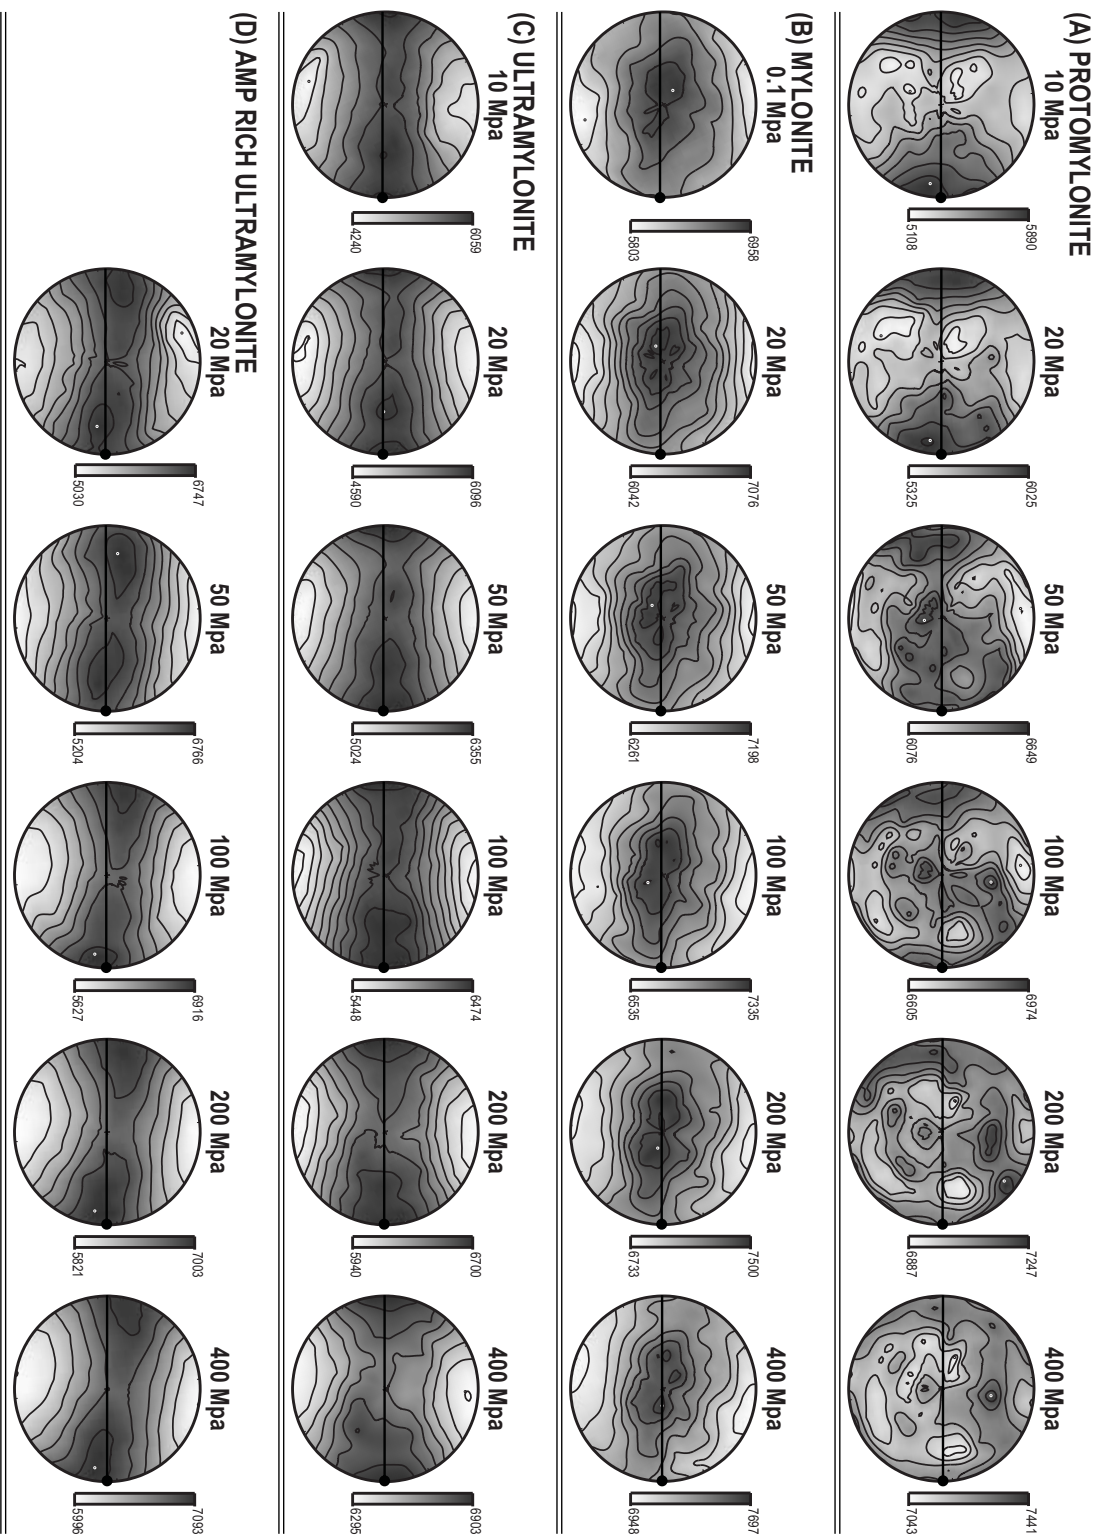 (A) PROTOMYLONITE
10 Mpa
20 Mpa
50 Mpa
100 Mpa
200 Mpa
400 Mpa
5108
5890
5325
6025
6076
6649
6605
6974
6887
7247
7043
7441
(B) MYLONITE
0.1 Mpa
20 Mpa
50 Mpa
100 Mpa
200 Mpa
400 Mpa
5803
6958
6042
7076
6261
7198
6535
7335
6733
7500
6948
7697
(C) ULTRAMYLONITE
10 Mpa
20 Mpa
50 Mpa
100 Mpa
200 Mpa
400 Mpa
4240
6059
4590
6096
5024
6355
5448
6474
5940
6700
6295
6903
(D) AMP RICH ULTRAMYLONITE
20 Mpa
50 Mpa
100 Mpa
200 Mpa
400 Mpa
5030
6747
5204
6766
5627
6916
5821
7003
5996
7093